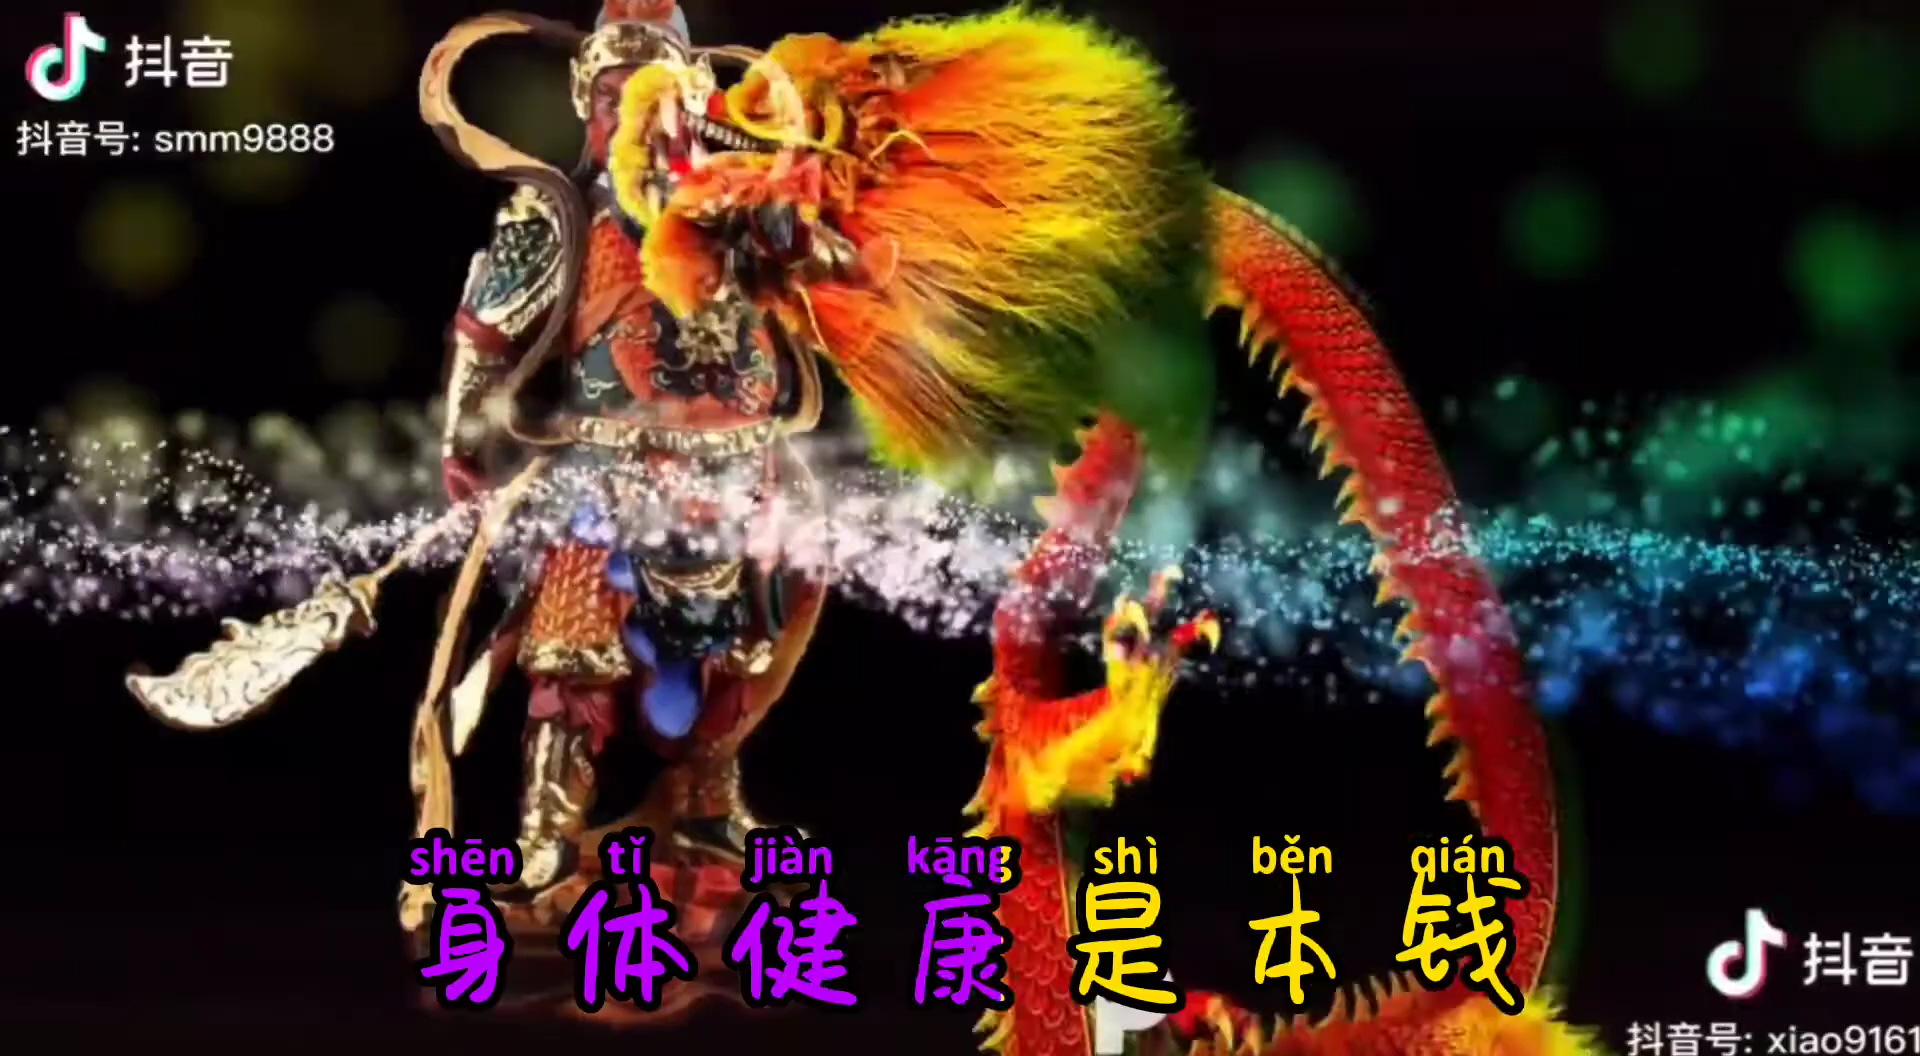 抖音
抖音号: smm9888
shēn tǐ jiàn kāng shì běn qián
身体健康是本钱
抖音
抖音号: xiao9161